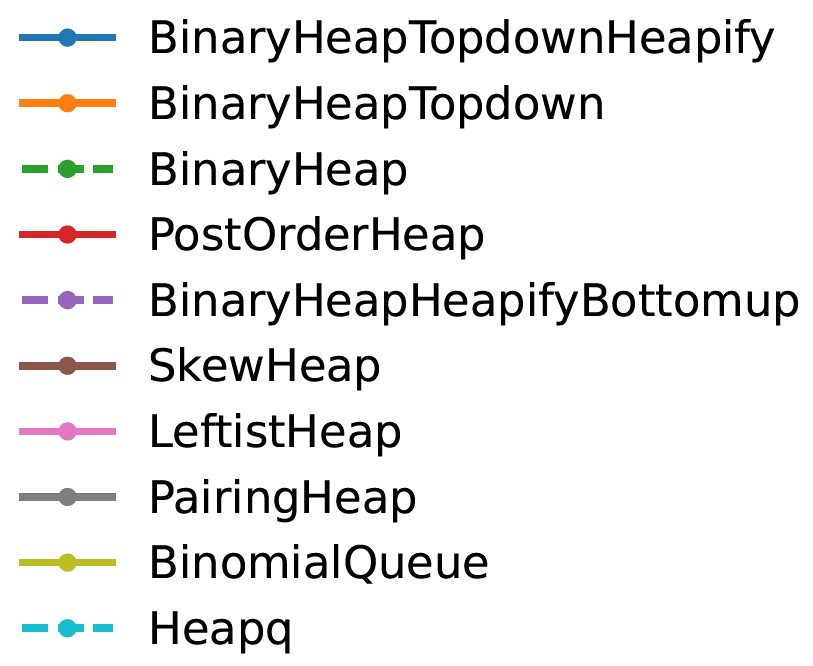 BinaryHeapTopdownHeapify
BinaryHeapTopdown
BinaryHeap
PostOrderHeap
BinaryHeapHeapifyBottomup
SkewHeap
LeftistHeap
PairingHeap
BinomialQueue
Heapq